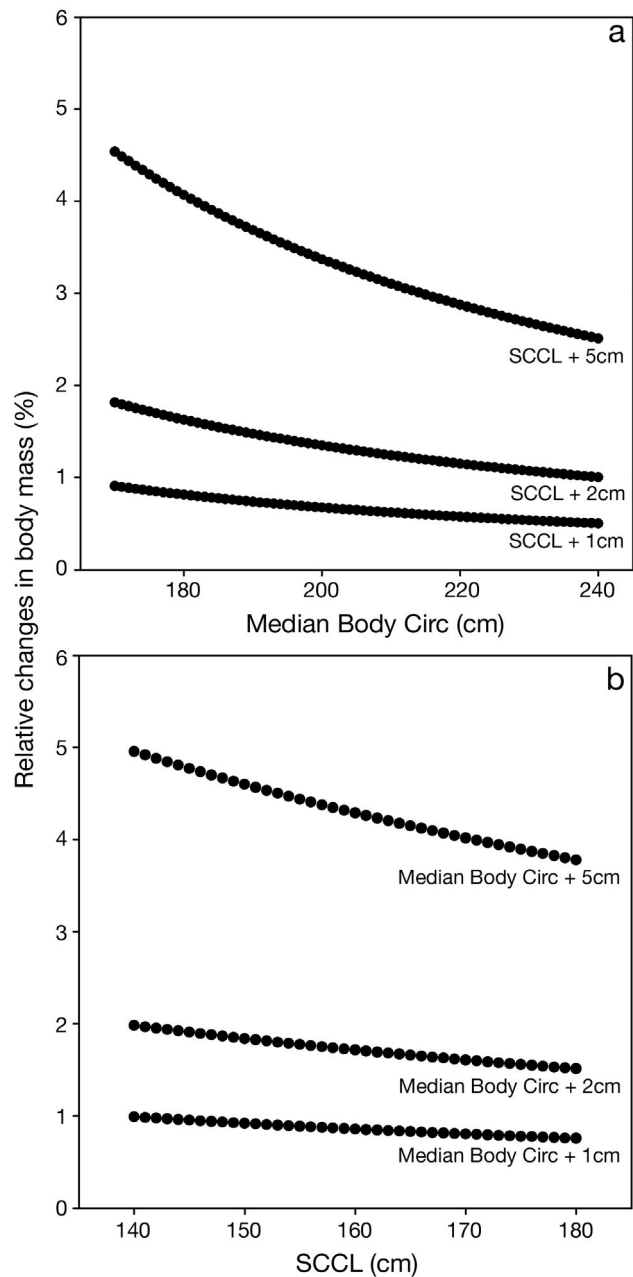 Relative changes in body mass (%)
a
6
5
4
3
2
1
0
SCCL + 5cm
SCCL + 2cm
SCCL + 1cm
180
200
220
240
Median Body Circ (cm)
b
6
5
4
3
2
1
0
Median Body Circ + 5cm
Median Body Circ + 2cm
Median Body Circ + 1cm
140
150
160
170
180
SCCL (cm)